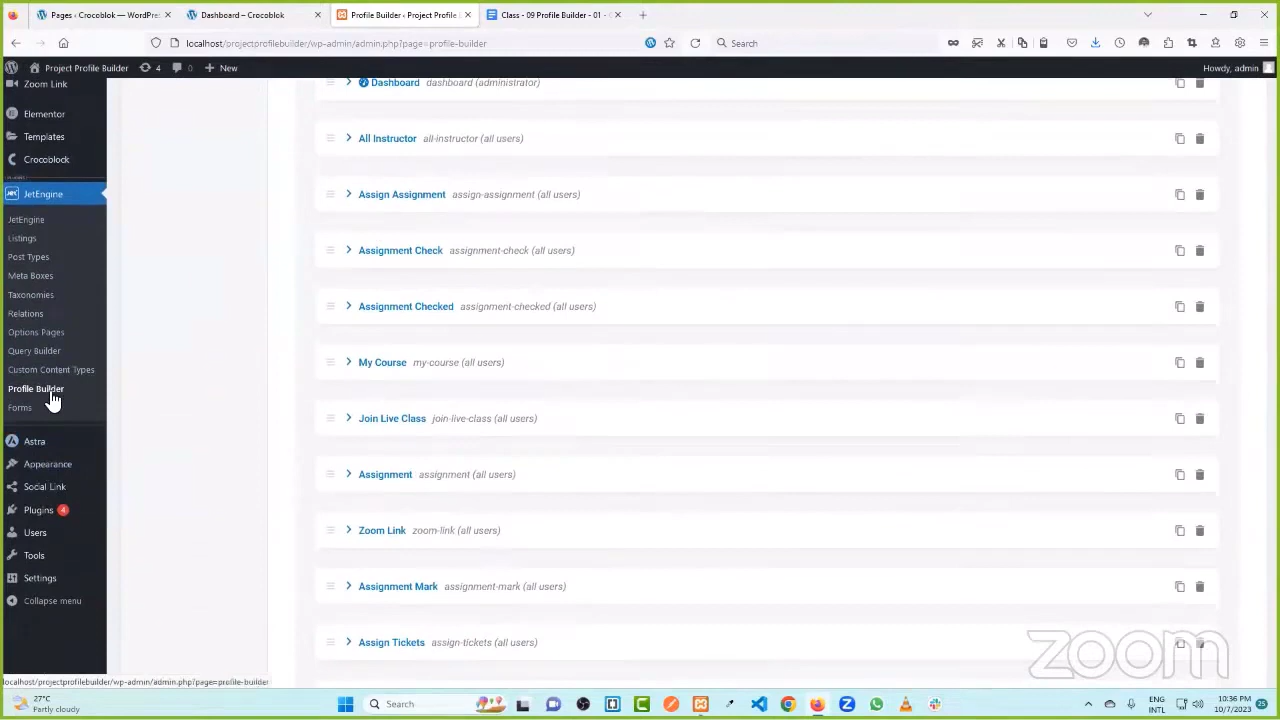 Pages ‹ Crocoblock — WordPres
Dashboard – Crocoblock
Profile Builder ‹ Project Profile
Class - 09 Profile Builder - 01 -
localhost/projectprofilebuilder/wp-admin/admin.php?page=profile-builder
Search
Project Profile Builder
4
0
New
Howdy, admin
Zoom Link
Elementor
Templates
Crocoblock
JetEngine
JetEngine
Listings
Post Types
Meta Boxes
Taxonomies
Relations
Options Pages
Query Builder
Custom Content Types
Profile Builder
Forms
Astra
Appearance
Social Link
Plugins 4
Users
Tools
Settings
Collapse menu
Dashboard dashboard (administrator)
All Instructor all-instructor (all users)
Assign Assignment assign-assignment (all users)
Assignment Check assignment-check (all users)
Assignment Checked assignment-checked (all users)
My Course my-course (all users)
Join Live Class join-live-class (all users)
Assignment assignment (all users)
Zoom Link zoom-link (all users)
Assignment Mark assignment-mark (all users)
Assign Tickets assign-tickets (all users)
zoom
localhost/projectprofilebuilder/wp-admin/admin.php?page=profile-builder
27°C
Partly cloudy
Search
ENG
INTL
10:36 PM
10/7/2023
25